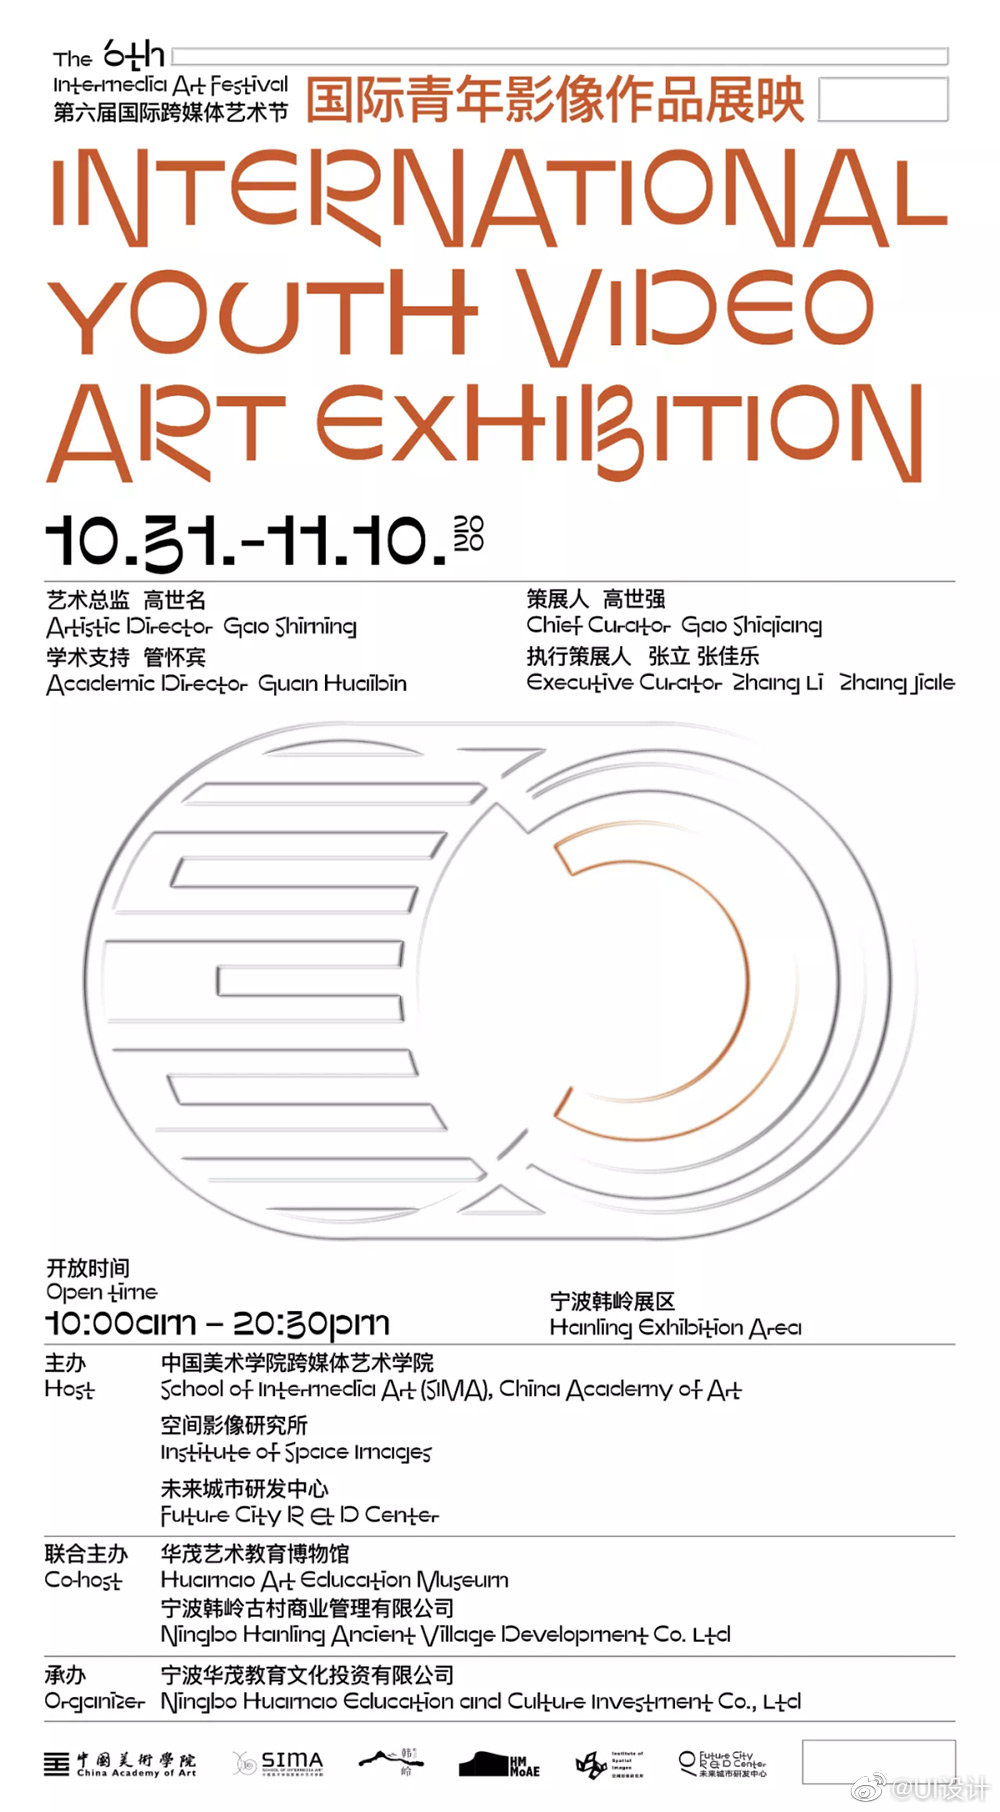 The 6th
Intermedia Art Festival
第六届国际跨媒体艺术节
国际青年影像作品展映
INTERNATIONAL
YOUTH VIDEO
ART EXHIBITION
10.31.-11.10. 2020
艺术总监 高世名
Artistic Director Gao Shiming
学术支持 管怀宾
Academic Director Guan Huaibin
策展人 高世强
Chief Curator Gao Shiqiang
执行策展人 张立 张佳乐
Executive Curator Zhang Li Zhang Jiale
开放时间
Open time
10:00am – 20:30pm
宁波韩岭展区
Hanling Exhibition Area
主办 中国美术学院跨媒体艺术学院
Host School of Intermedia Art (SIMA), China Academy of Art
空间影像研究所
Institute of Space Images
未来城市研发中心
Future City R & D Center
联合主办 华茂艺术教育博物馆
Co-host Huamao Art Education Museum
宁波韩岭古村商业管理有限公司
Ningbo Hanling Ancient Village Development Co. Ltd
承办 宁波华茂教育文化投资有限公司
Organizer Ningbo Huamao Education and Culture Investment Co., Ltd
中國美術學院
China Academy of Art
SIMA
SCHOOL OF INTERMEDIA ART
韩岭
HM
MoAE
Institute of
Spatial
Images
Future City
R & D Center
未来城市研发中心
@UI设计